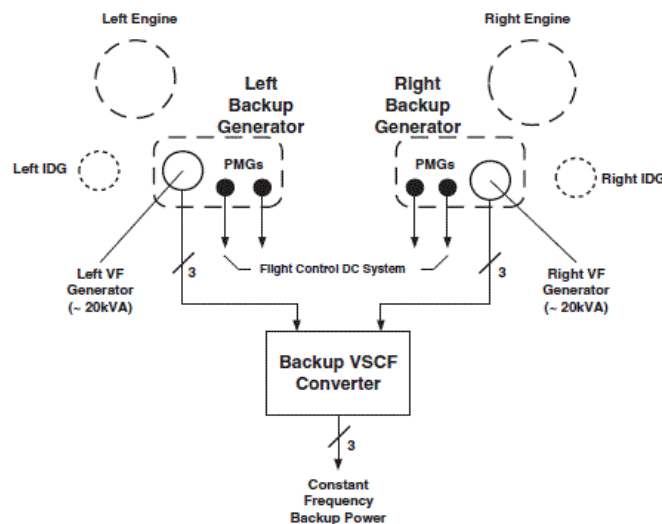 Left Engine
Right Engine
Left
Backup
Generator
Right
Backup
Generator
Left IDG
PMGs
PMGs
Right IDG
3
Flight Control DC System
3
Left VF
Generator
(~ 20kVA)
Right VF
Generator
(~ 20kVA)
Backup VSCF
Converter
3
Constant
Frequency
Backup Power